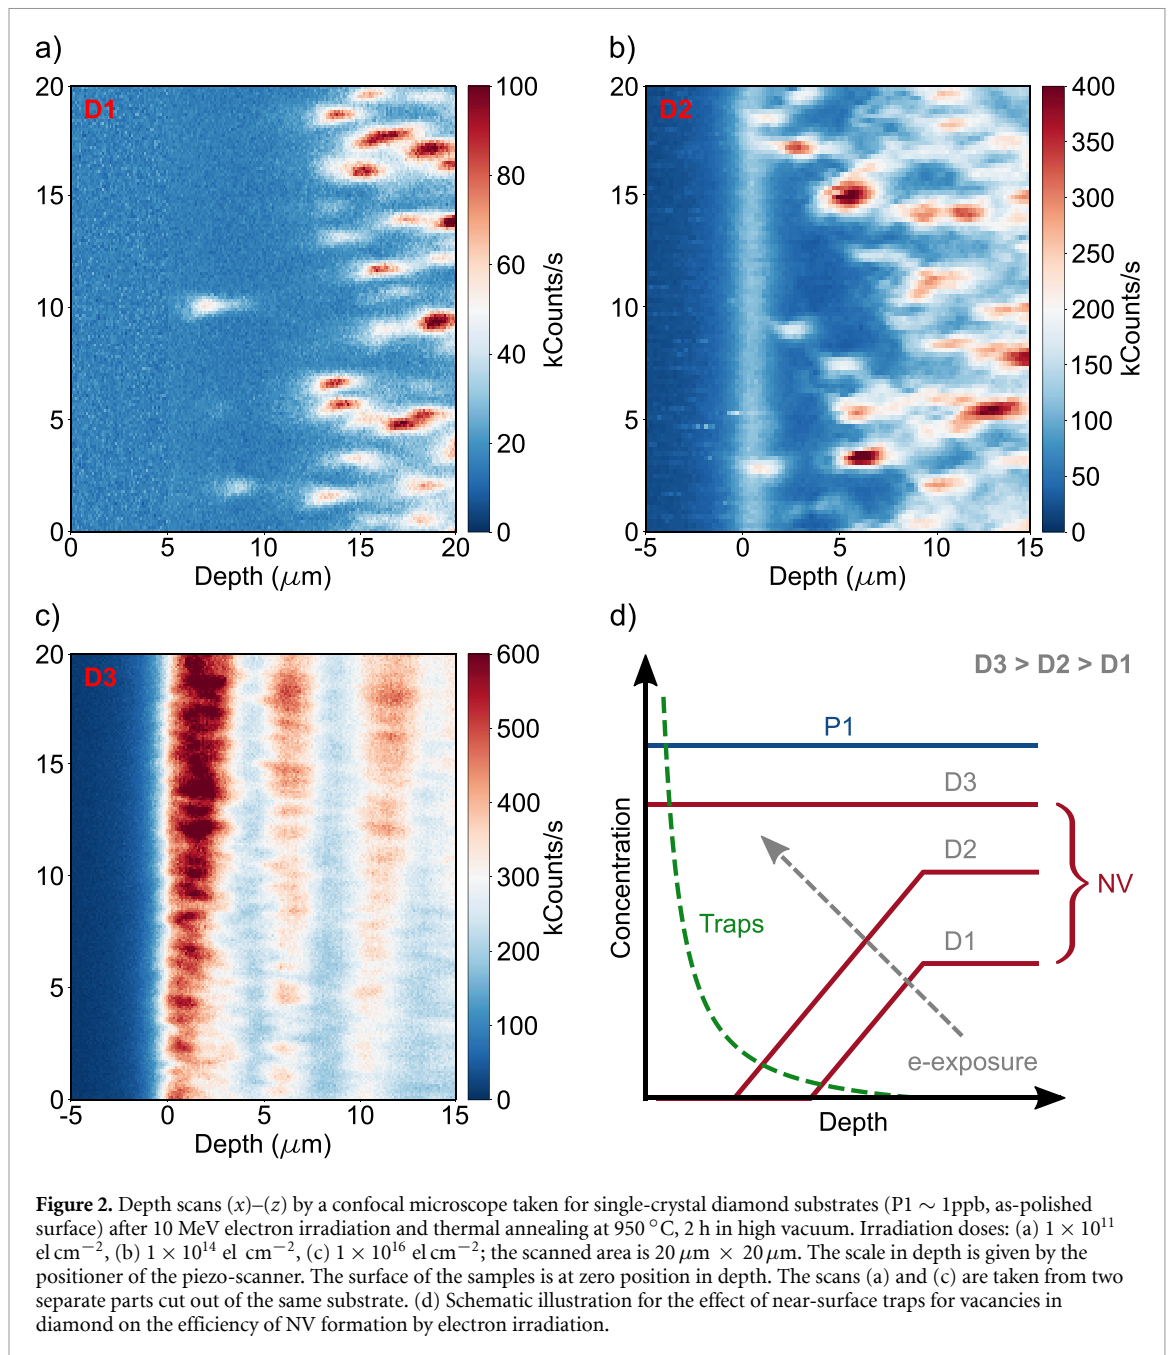 a)
D1
20
15
10
5
0
0
5
10
15
20
Depth (μm)
100
80
60
40
20
0
kCounts/s
b)
D2
20
15
10
5
0
-5
0
5
10
15
Depth (μm)
400
350
300
250
200
150
100
50
0
kCounts/s
c)
D3
20
15
10
5
0
-5
0
5
10
15
Depth (μm)
600
500
400
300
200
100
0
kCounts/s
d)
D3 > D2 > D1
P1
D3
D2
D1
NV
Traps
e-exposure
Concentration
Depth
Figure 2. Depth scans (x)–(z) by a confocal microscope taken for single-crystal diamond substrates (P1 ∼ 1ppb, as-polished
surface) after 10 MeV electron irradiation and thermal annealing at 950 °C, 2 h in high vacuum. Irradiation doses: (a) 1 × 10¹¹
el cm⁻², (b) 1 × 10¹⁴ el cm⁻², (c) 1 × 10¹⁶ el cm⁻²; the scanned area is 20 μm × 20 μm. The scale in depth is given by the
positioner of the piezo-scanner. The surface of the samples is at zero position in depth. The scans (a) and (c) are taken from two
separate parts cut out of the same substrate. (d) Schematic illustration for the effect of near-surface traps for vacancies in
diamond on the efficiency of NV formation by electron irradiation.